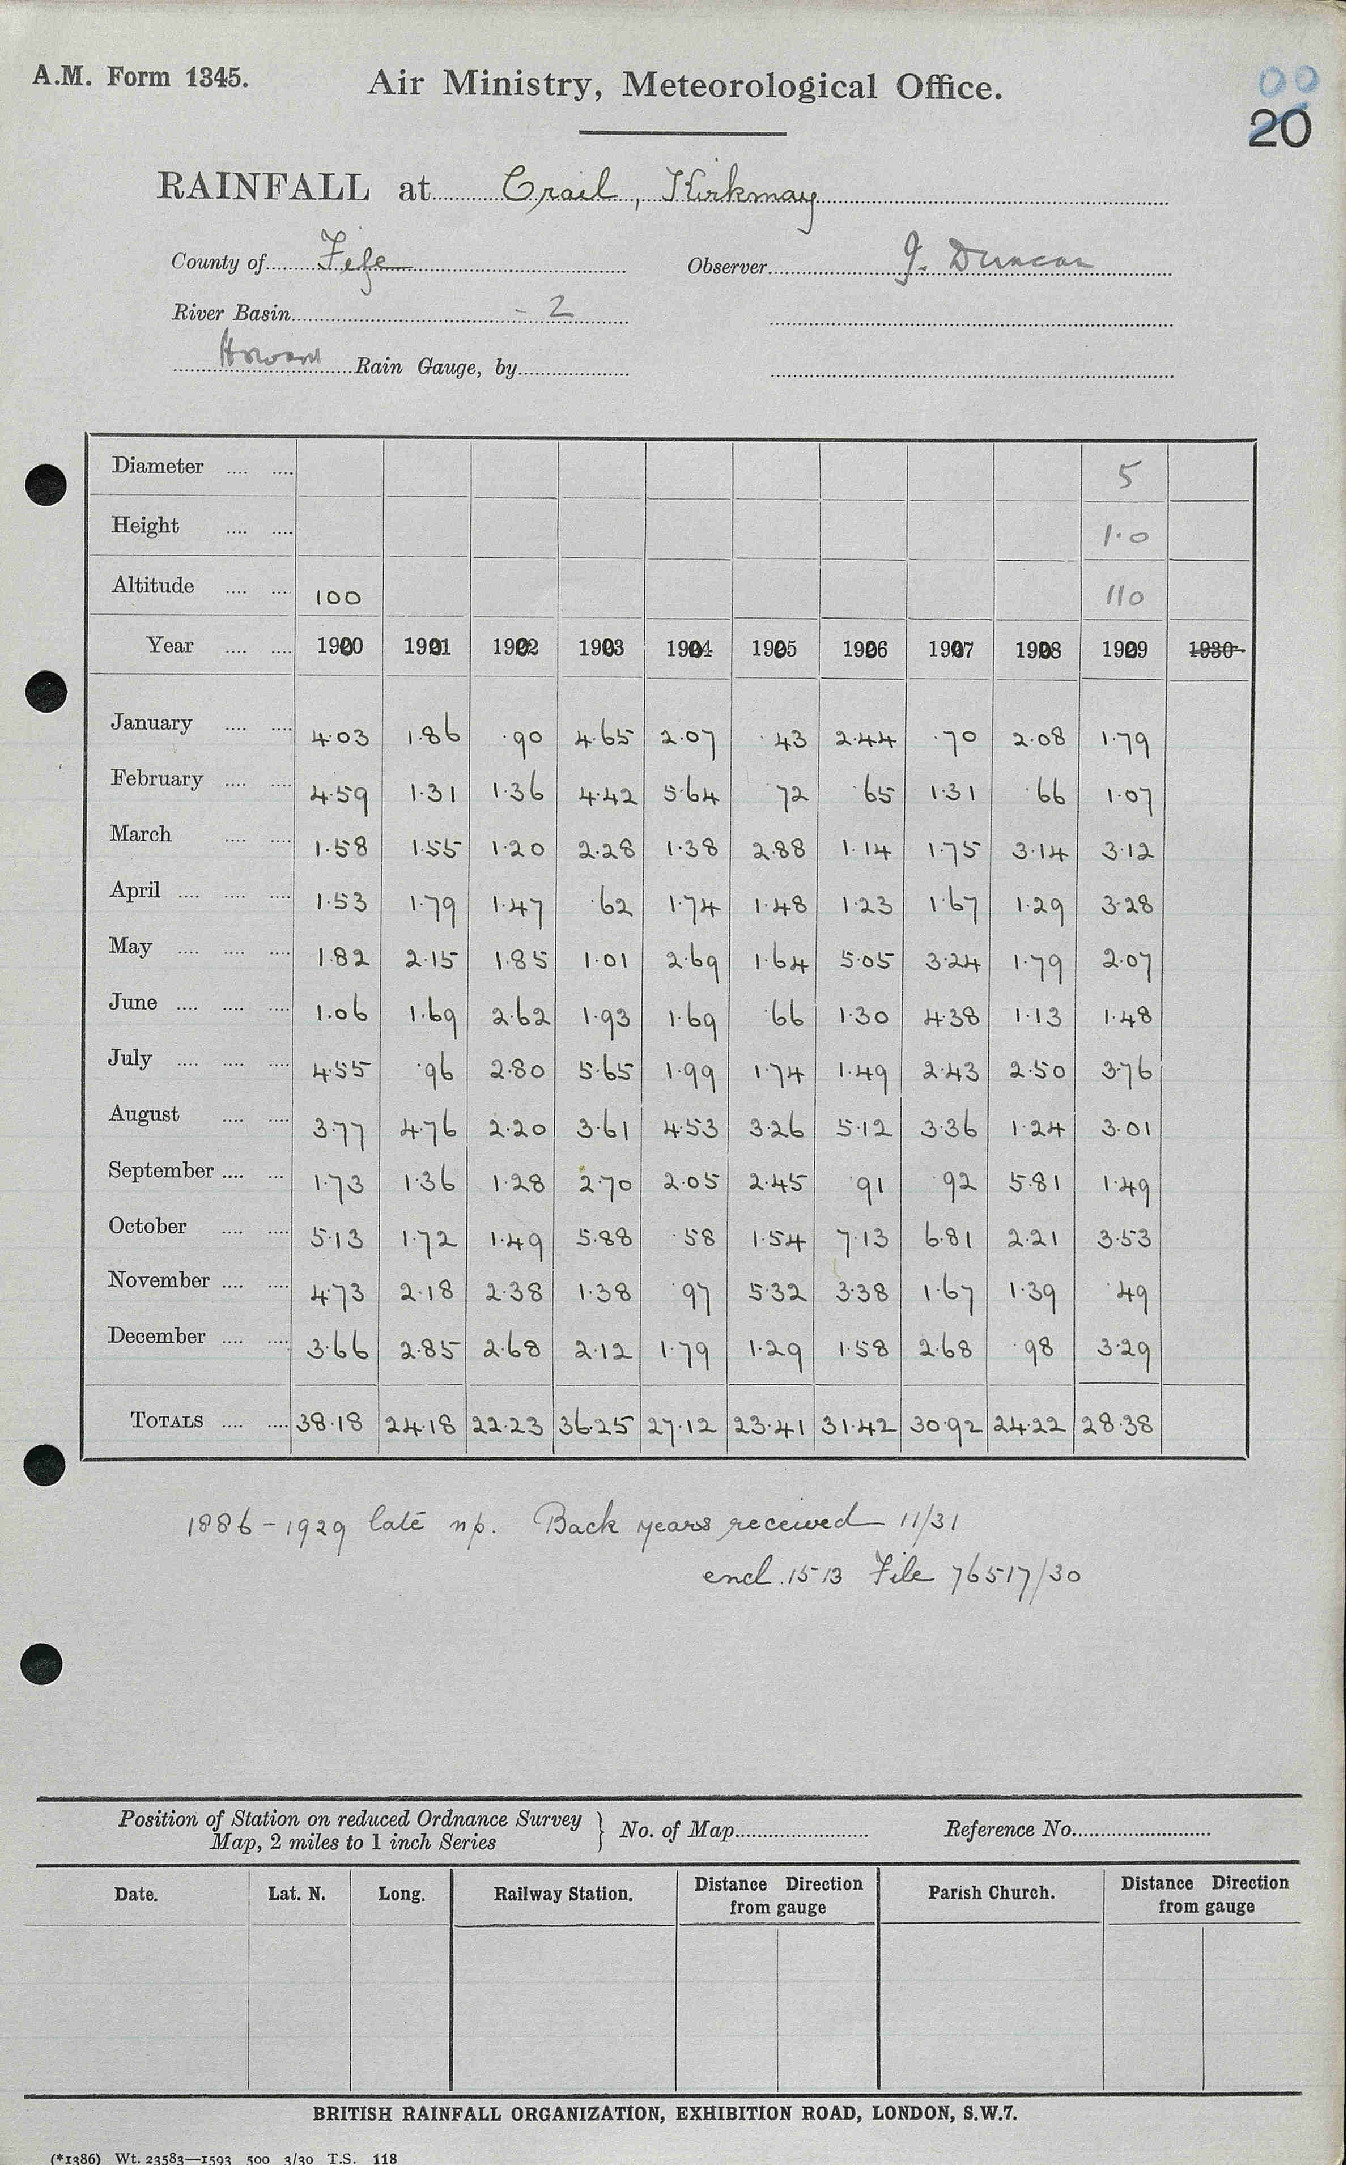 A.M. Form 1345. Air Ministry, Meteorological Office. 00
20
RAINFALL at Crail, Kirkmay
County of Fife Observer J. Duncan
River Basin - 2
Howard Rain Gauge, by
Diameter 5
Height 1.0
Altitude 100 110
Year 1900 1901 1902 1903 1904 1905 1906 1907 1908 1909 1930
January 4.03 1.86 .90 4.65 2.07 .43 2.44 .70 2.08 1.79
February 4.59 1.31 1.36 4.42 5.64 .72 .65 1.31 .66 1.07
March 1.58 1.55 1.20 2.28 1.38 2.88 1.14 1.75 3.14 3.12
April 1.53 1.79 1.47 .62 1.74 1.48 1.23 1.67 1.29 3.28
May 1.82 2.15 1.85 1.01 2.69 1.64 5.05 3.24 1.79 2.07
June 1.06 1.69 2.62 1.93 1.69 .66 1.30 4.38 1.13 1.48
July 4.55 .96 2.80 5.65 1.99 1.74 1.49 2.43 2.50 3.76
August 3.77 4.76 2.20 3.61 4.53 3.26 5.12 3.36 1.24 3.01
September 1.73 1.36 1.28 2.70 2.05 2.45 .91 .92 5.81 1.49
October 5.13 1.72 1.49 5.88 .58 1.54 7.13 6.81 2.21 3.53
November 4.73 2.18 2.38 1.38 .97 5.32 3.38 1.67 1.39 .49
December 3.66 2.85 2.68 2.12 1.79 1.29 1.58 2.68 .98 3.29
TOTALS 38.18 24.18 22.23 36.25 27.12 23.41 31.42 30.92 24.22 28.38
1886-1929 late np. Back years received 11/31
encl. 15 13 File 76517/30
Position of Station on reduced Ordnance Survey
Map, 2 miles to 1 inch Series } No. of Map Reference No.
Date. Lat. N. Long. Railway Station. Distance Direction from gauge Parish Church. Distance Direction from gauge
BRITISH RAINFALL ORGANIZATION, EXHIBITION ROAD, LONDON, S.W.7.
(*1386) Wt. 23583—1593 500 3/30 T.S. 118